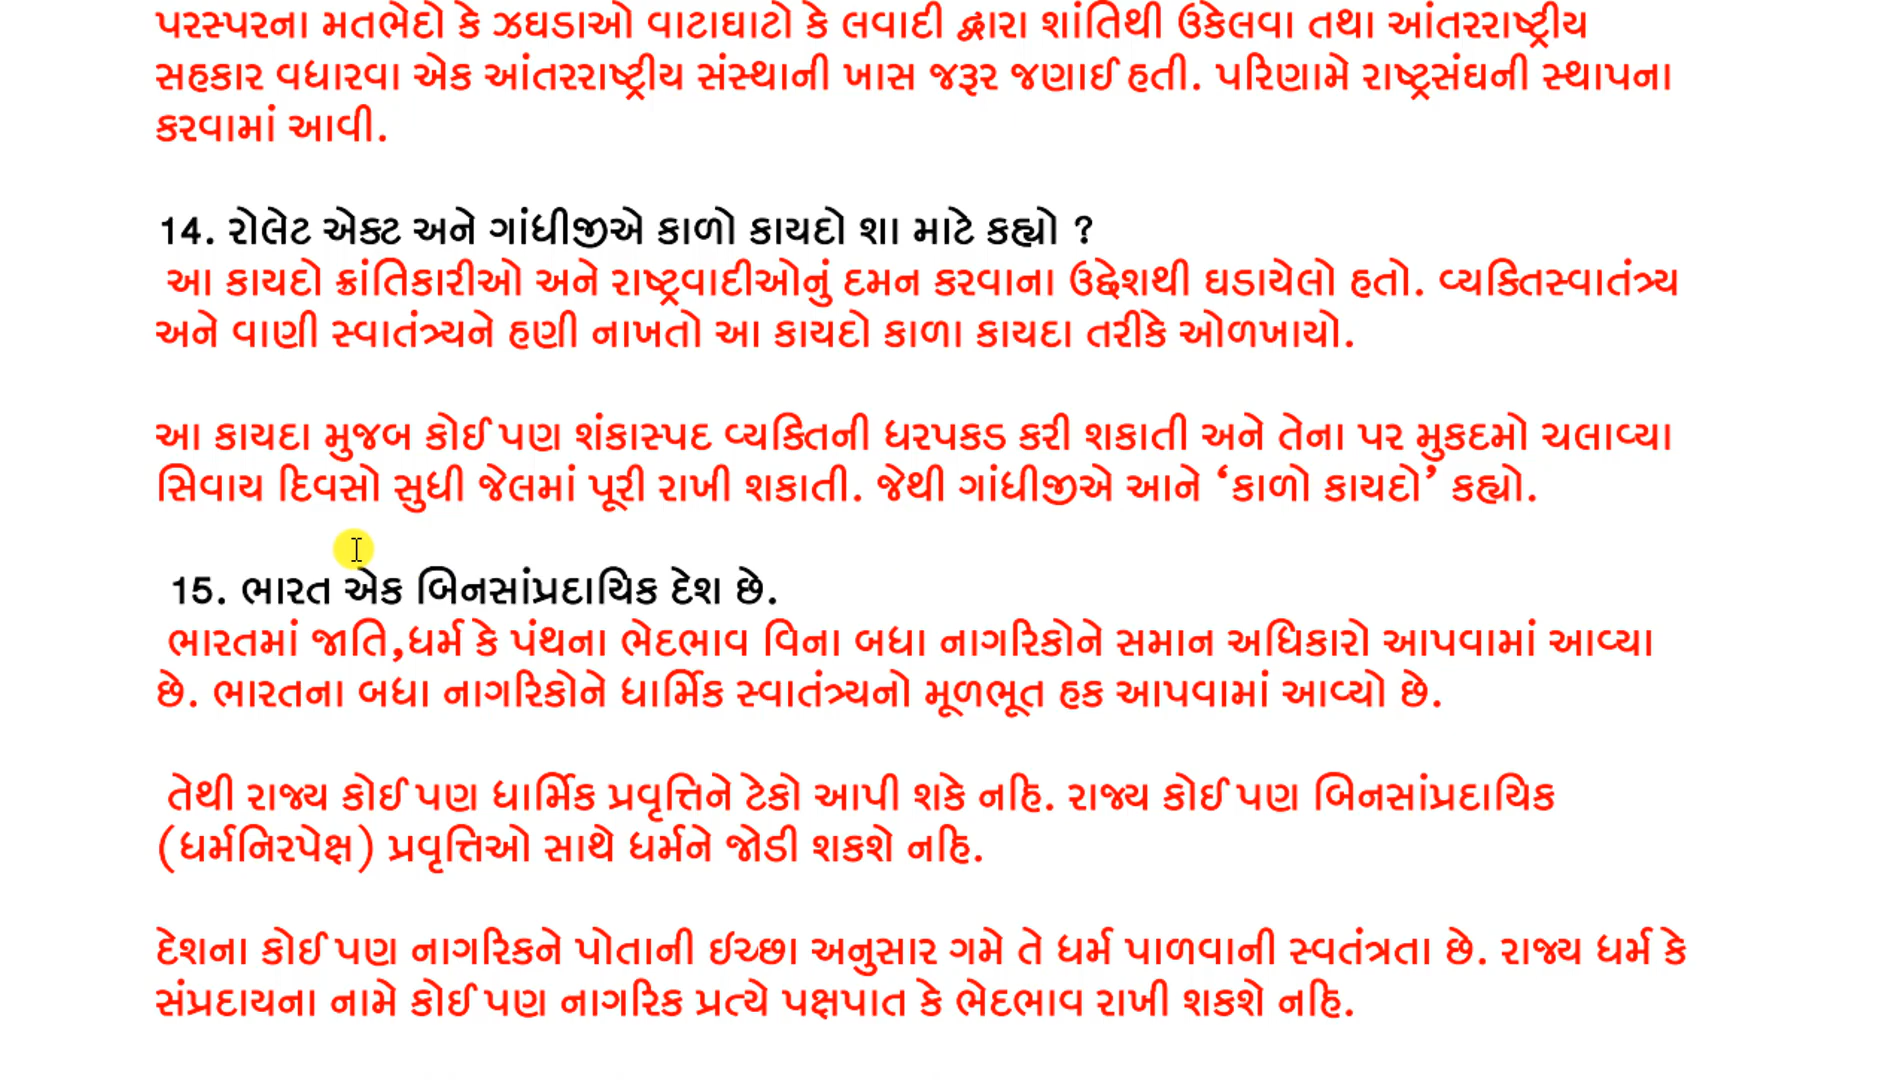 પરસ્પરના મતભેદો કે ઝઘડાઓ વાટાઘાટો કે લવાદી દ્વારા શાંતિથી ઉકેલવા તથા આંતરરાષ્ટ્રીય
સહકાર વધારવા એક આંતરરાષ્ટ્રીય સંસ્થાની ખાસ જરૂર જણાઈ હતી. પરિણામે રાષ્ટ્રસંઘની સ્થાપના
કરવામાં આવી.
14. રોલેટ એક્ટ અને ગાંધીજીએ કાળો કાયદો શા માટે કહ્યો ?
આ કાયદો ક્રાંતિકારીઓ અને રાષ્ટ્રવાદીઓનું દમન કરવાના ઉદ્દેશથી ઘડાયેલો હતો. વ્યક્તિસ્વાતંત્ર્ય
અને વાણી સ્વાતંત્ર્યને હણી નાખતો આ કાયદો કાળા કાયદા તરીકે ઓળખાયો.
આ કાયદા મુજબ કોઈ પણ શંકાસ્પદ વ્યક્તિની ધરપકડ કરી શકાતી અને તેના પર મુકદમો ચલાવ્યા
સિવાય દિવસો સુધી જેલમાં પૂરી રાખી શકાતી. જેથી ગાંધીજીએ આને ‘કાળો કાયદો’ કહ્યો.
15. ભારત એક બિનસાંપ્રદાયિક દેશ છે.
ભારતમાં જાતિ,ધર્મ કે પંથના ભેદભાવ વિના બધા નાગરિકોને સમાન અધિકારો આપવામાં આવ્યા
છે. ભારતના બધા નાગરિકોને ધાર્મિક સ્વાતંત્ર્યનો મૂળભૂત હક આપવામાં આવ્યો છે.
તેથી રાજ્ય કોઈ પણ ધાર્મિક પ્રવૃત્તિને ટેકો આપી શકે નહિ. રાજ્ય કોઈ પણ બિનસાંપ્રદાયિક
(ધર્મનિરપેક્ષ) પ્રવૃત્તિઓ સાથે ધર્મને જોડી શકશે નહિ.
દેશના કોઈ પણ નાગરિકને પોતાની ઈચ્છા અનુસાર ગમે તે ધર્મ પાળવાની સ્વતંત્રતા છે. રાજ્ય ધર્મ કે
સંપ્રદાયના નામે કોઈ પણ નાગરિક પ્રત્યે પક્ષપાત કે ભેદભાવ રાખી શકશે નહિ.